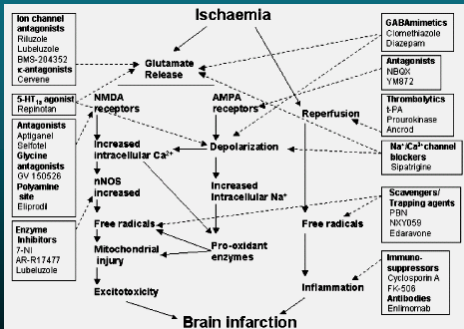 Ischaemia
Ion channel
antagonists
Riluzole
Lubeluzole
BMS-204352
κ-antagonists
Cervene
5-HT1a agonist
Repinotan
Antagonists
Aptiganel
Selfotel
Glycine
antagonists
GV 150526
Polyamine
site
Eliprodil
Enzyme
Inhibitors
7-NI
AR-R17477
Lubeluzole
Glutamate
Release
NMDA
receptors
Increased
intracellular Ca2+
nNOS
increased
Free radicals
Mitochondrial
injury
Excitotoxicity
AMPA
receptors
Depolarization
Increased
Intracellular Na+
Pro-oxidant
enzymes
Reperfusion
Free radicals
Inflammation
GABAmimetics
Clomethiazole
Diazepam
Antagonists
NBQX
YM872
Thrombolytics
t-PA
Prourokinase
Ancrod
Na+/Ca2+ channel
blockers
Sipatrigine
Scavengers/
Trapping agents
PBN
NXY059
Edaravone
Immuno-
suppressors
Cyclosporin A
FK-506
Antibodies
Enlimomab
Brain infarction